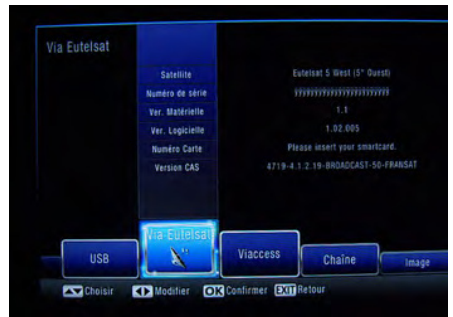 Via Eutelsat
Satellite Eutelsat 5 West (5° Ouest)
Numéro de série ÿÿÿÿÿÿÿÿÿÿÿÿÿÿÿÿÿÿÿÿÿÿÿÿ
Ver. Matérielle 1.1
Ver. Logicielle 1.02.005
Numéro Carte Please insert your smartcard.
Version CAS 4719-4.1.2.19-BROADCAST-50-FRANSAT
USB Via Eutelsat Viaccess Chaîne Image
Choisir Modifier OK Confirmer EXIT Retour